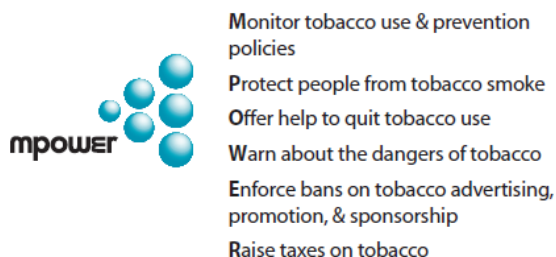 mpower
Monitor tobacco use & prevention
policies
Protect people from tobacco smoke
Offer help to quit tobacco use
Warn about the dangers of tobacco
Enforce bans on tobacco advertising,
promotion, & sponsorship
Raise taxes on tobacco